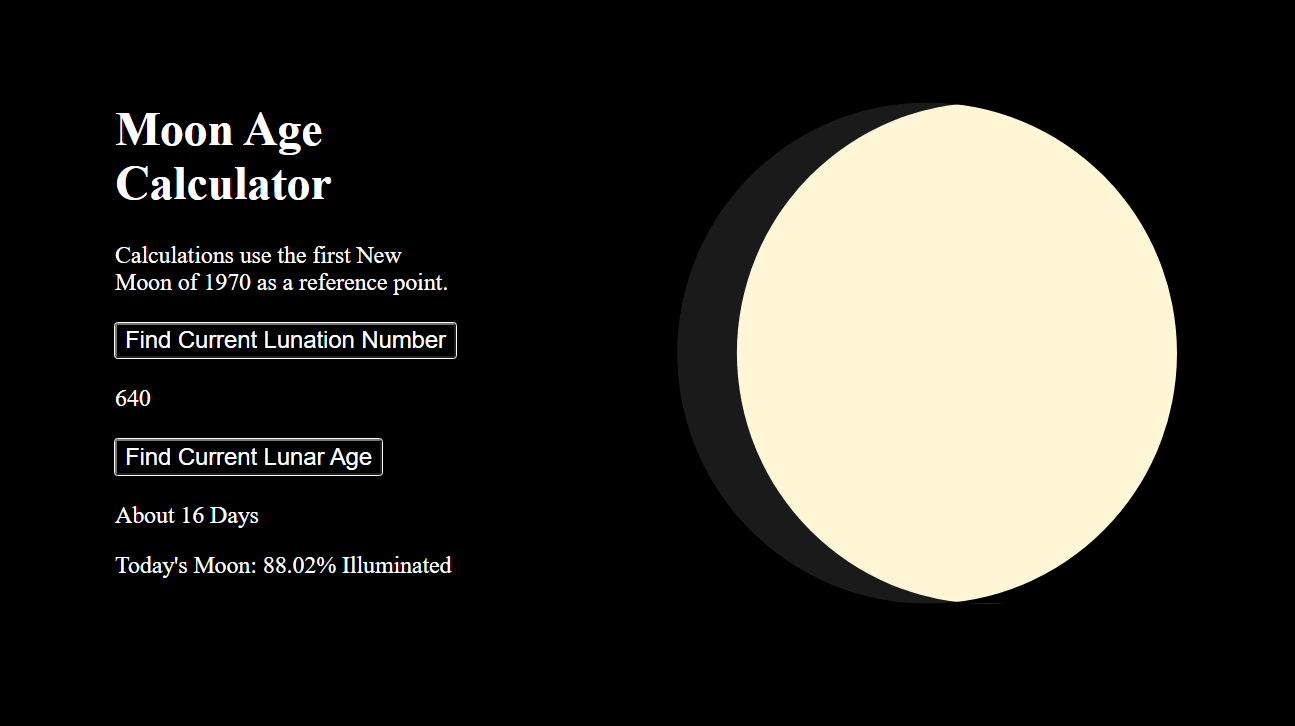 Moon Age
Calculator
Calculations use the first New
Moon of 1970 as a reference point.
Find Current Lunation Number
640
Find Current Lunar Age
About 16 Days
Today's Moon: 88.02% Illuminated